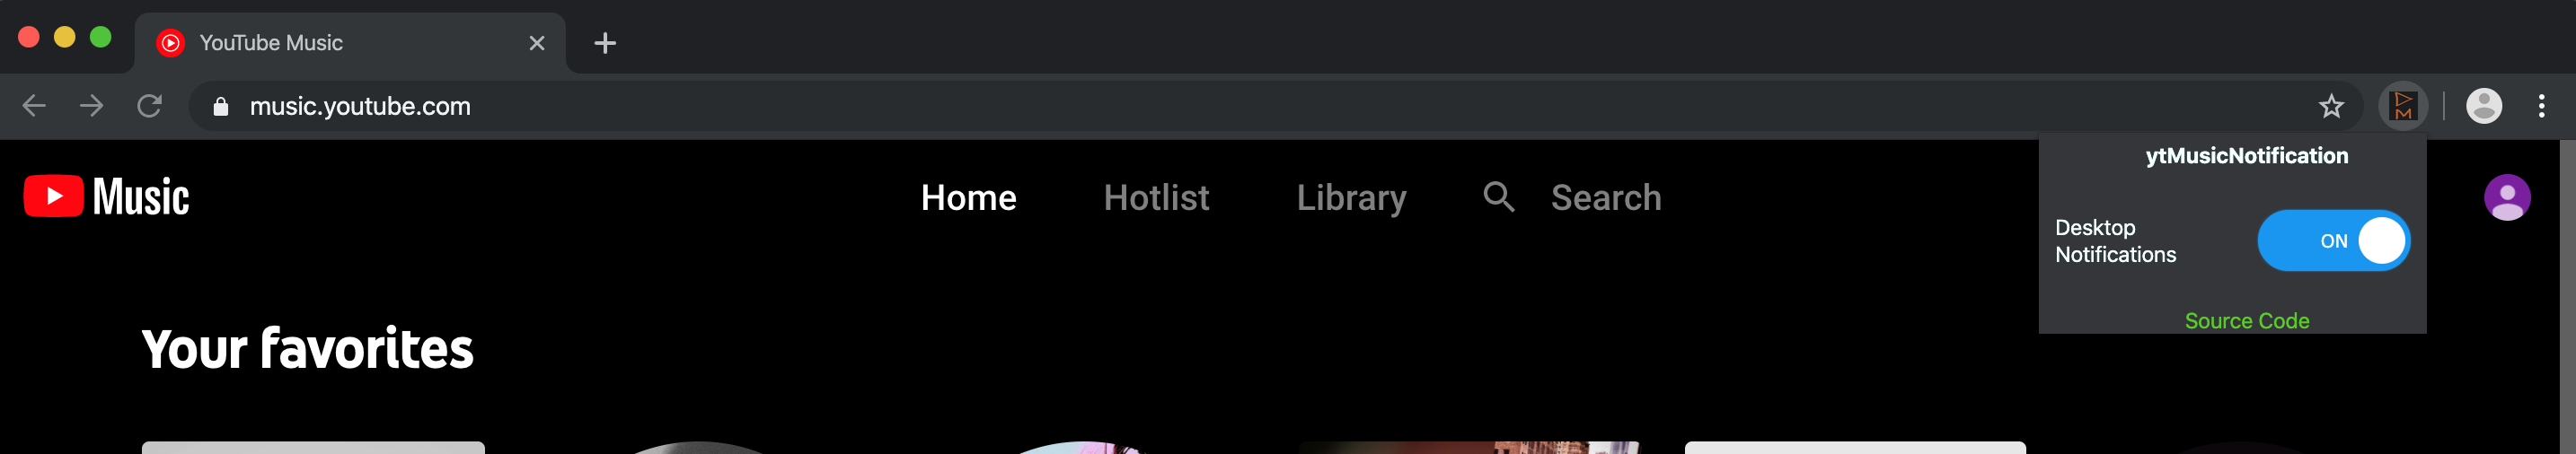 YouTube Music
music.youtube.com
ytMusicNotification
Music
Home
Hotlist
Library
Search
Desktop
Notifications
ON
Source Code
Your favorites